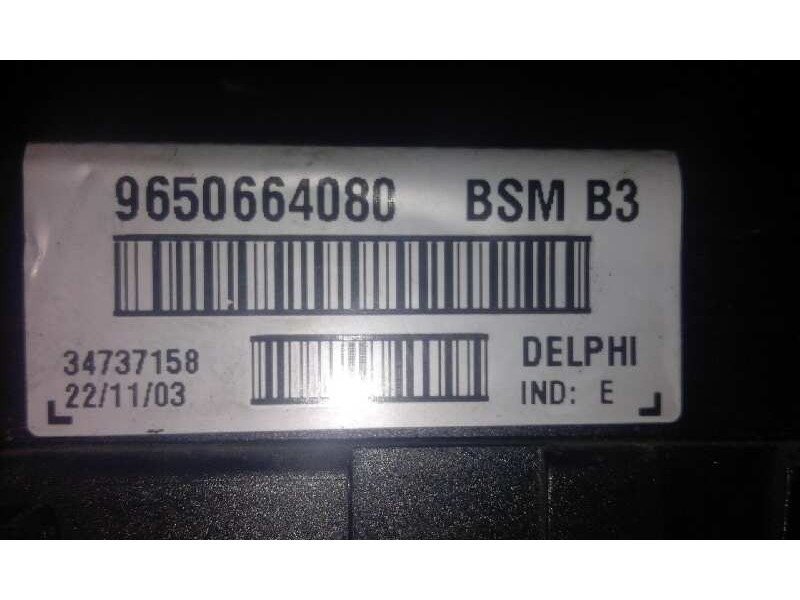 9650664080 BSM B3
34737158 DELPHI
22/11/03 IND: E